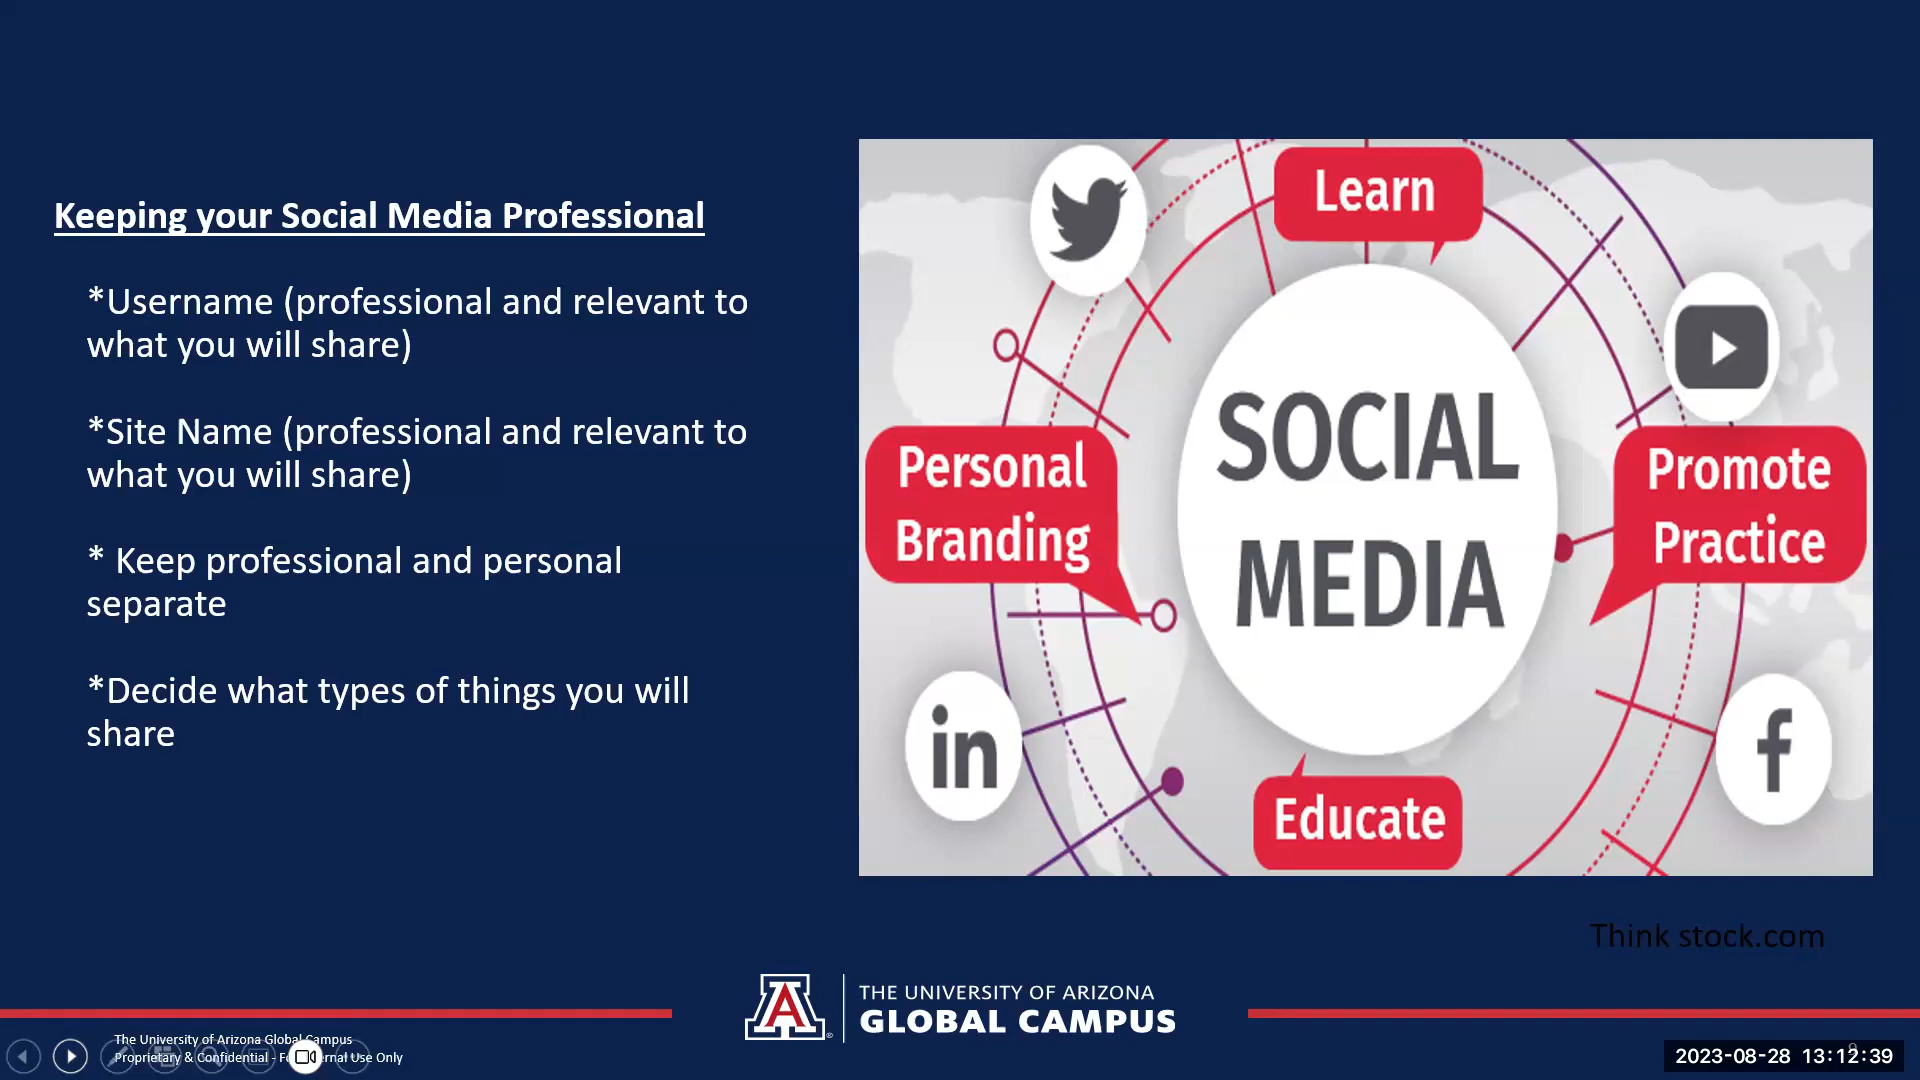 Keeping your Social Media Professional
*Username (professional and relevant to
what you will share)
*Site Name (professional and relevant to
what you will share)
* Keep professional and personal
separate
*Decide what types of things you will
share
Learn
Personal
Branding
SOCIAL
MEDIA
Promote
Practice
in
f
Educate
Think stock.com
A
THE UNIVERSITY OF ARIZONA
GLOBAL CAMPUS
The University of Arizona Global Campus
Proprietary & Confidential - Use Only
2023-08-28 13:12:39